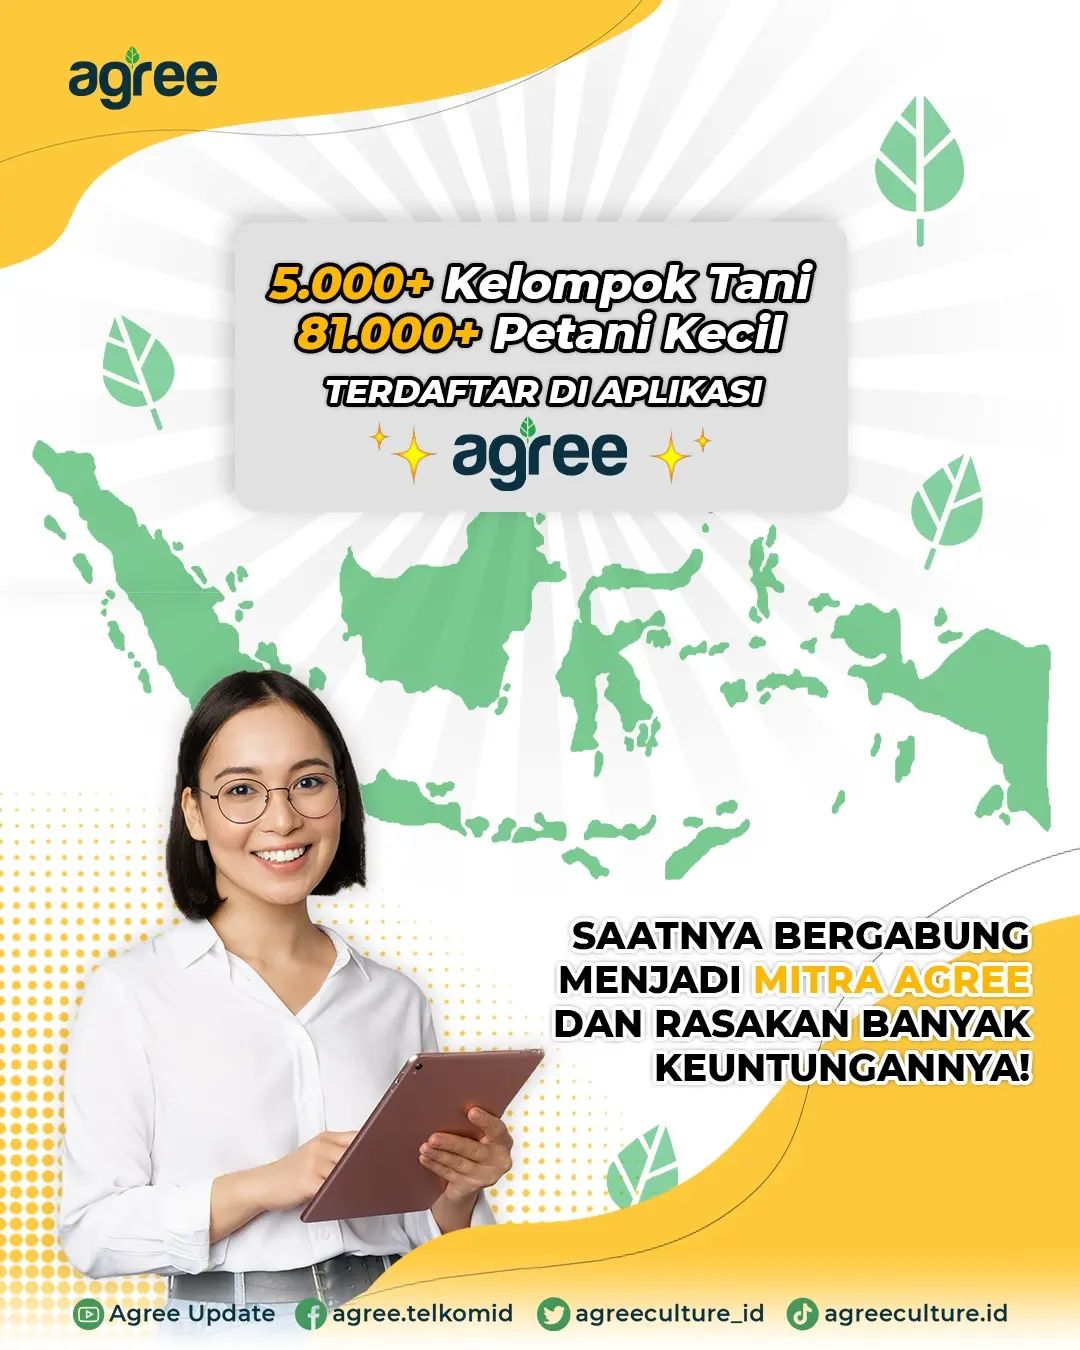 agree
5.000+ Kelompok Tani
81.000+ Petani Kecil
TERDAFTAR DI APLIKASI
agree
SAATNYA BERGABUNG
MENJADI MITRA AGREE
DAN RASAKAN BANYAK
KEUNTUNGANNYA!
Agree Update agree.telkomid agreeculture_id agreeculture.id